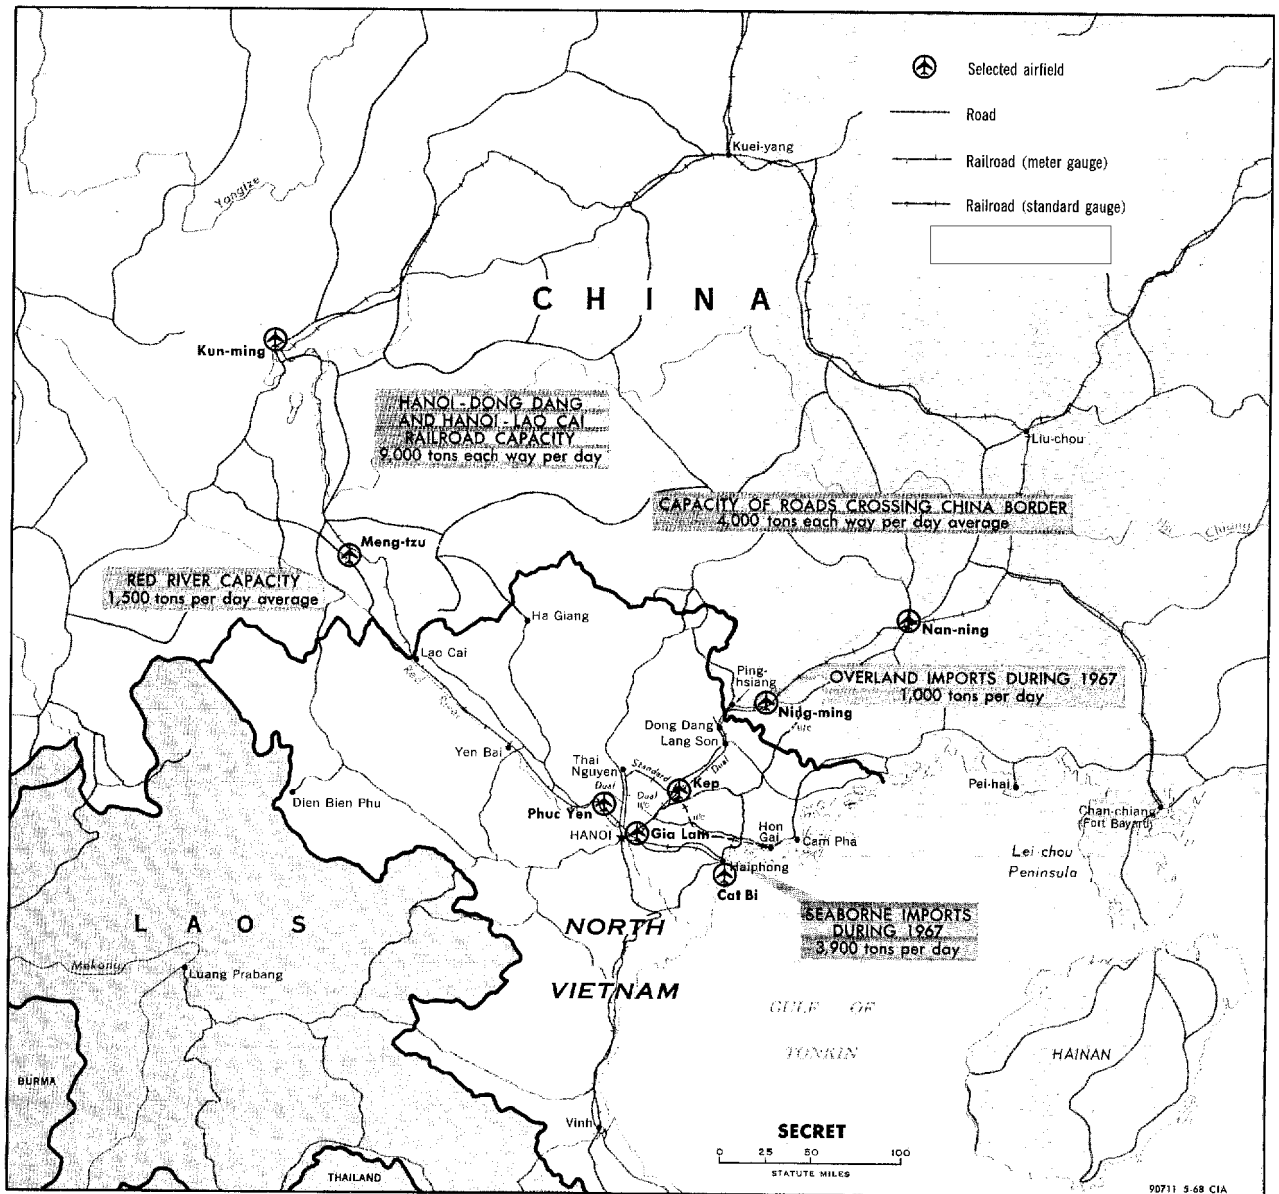 Selected airfield
Road
Railroad (meter gauge)
Railroad (standard gauge)
Kuei-yang
Yangtze
CHINA
Kun-ming
HANOI - DONG DANG
AND HANOI - LAO CAI
RAILROAD CAPACITY
9,000 tons each way per day
Liu-chou
CAPACITY OF ROADS CROSSING CHINA BORDER
4,000 tons each way per day average
Meng-tzu
RED RIVER CAPACITY
1,500 tons per day average
Ha Giang
Nan-ning
Lao Cai
Ping-
hsiang
OVERLAND IMPORTS DURING 1967
1,000 tons per day
Ning-ming
U/c
Dong Dang
Lang Son
Yen Bai
Thai
Nguyen
Standard
Dual
Kep
Dual
Dual
U/c
U/c
Pei-hai
Dien Bien Phu
Phuc Yen
HANOI
Gia Lam
Hon
Gai
Cam Pha
Chan-chiang
(Fort Bayard)
Lei-chou
Peninsula
Haiphong
Cat Bi
SEABORNE IMPORTS
DURING 1967
3,900 tons per day
LAOS
NORTH
VIETNAM
Mekong
Luang Prabang
GULF OF
TONKIN
HAINAN
BURMA
Vinh
SECRET
0 25 50 100
STATUTE MILES
THAILAND
90711 5-68 CIA